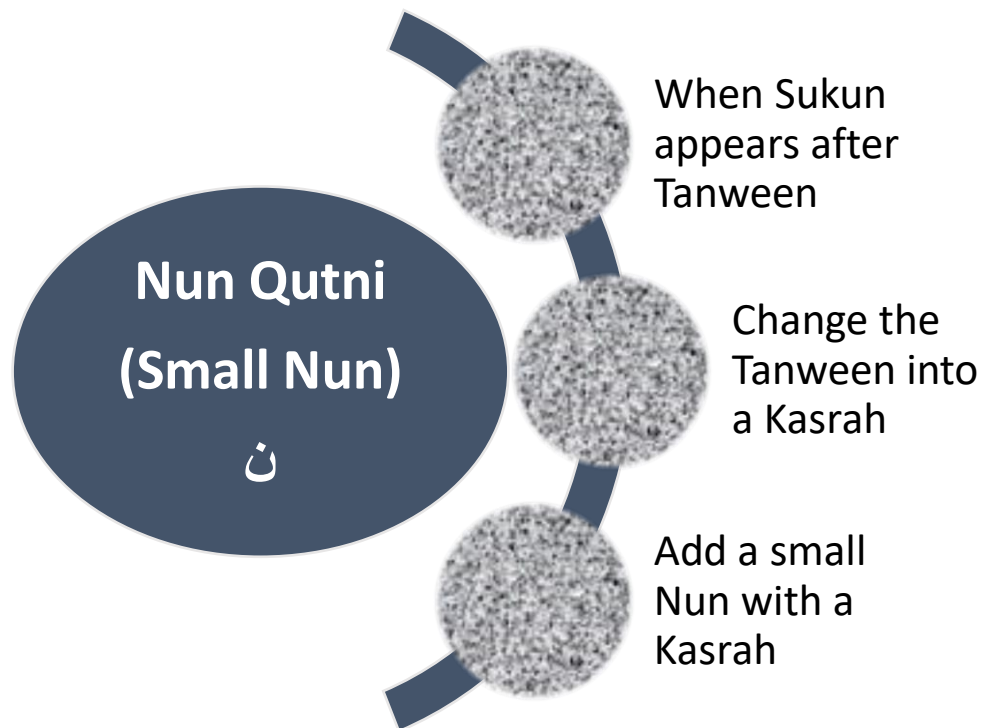 Nun Qutni
(Small Nun)
ن
When Sukun
appears after
Tanween
Change the
Tanween into
a Kasrah
Add a small
Nun with a
Kasrah